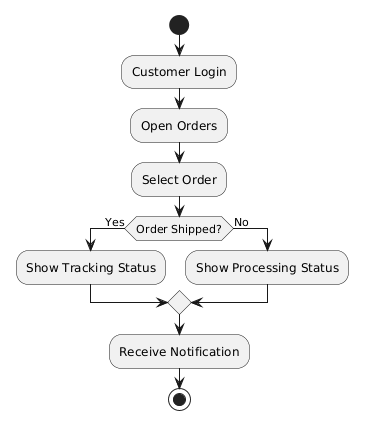 Customer Login
Open Orders
Select Order
Yes
Order Shipped?
No
Show Tracking Status
Show Processing Status
Receive Notification